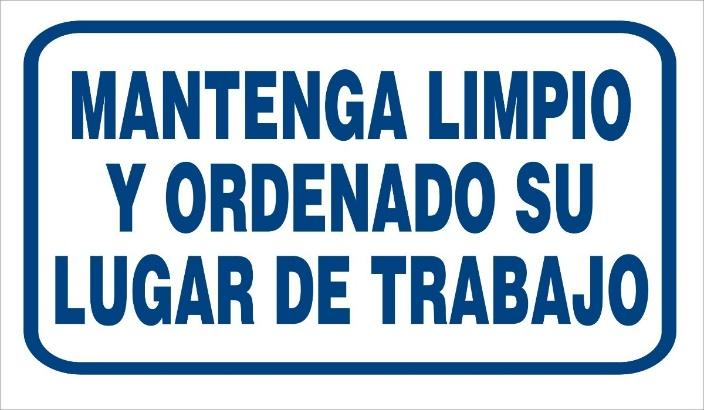 MANTENGA LIMPIO
Y ORDENADO SU
LUGAR DE TRABAJO